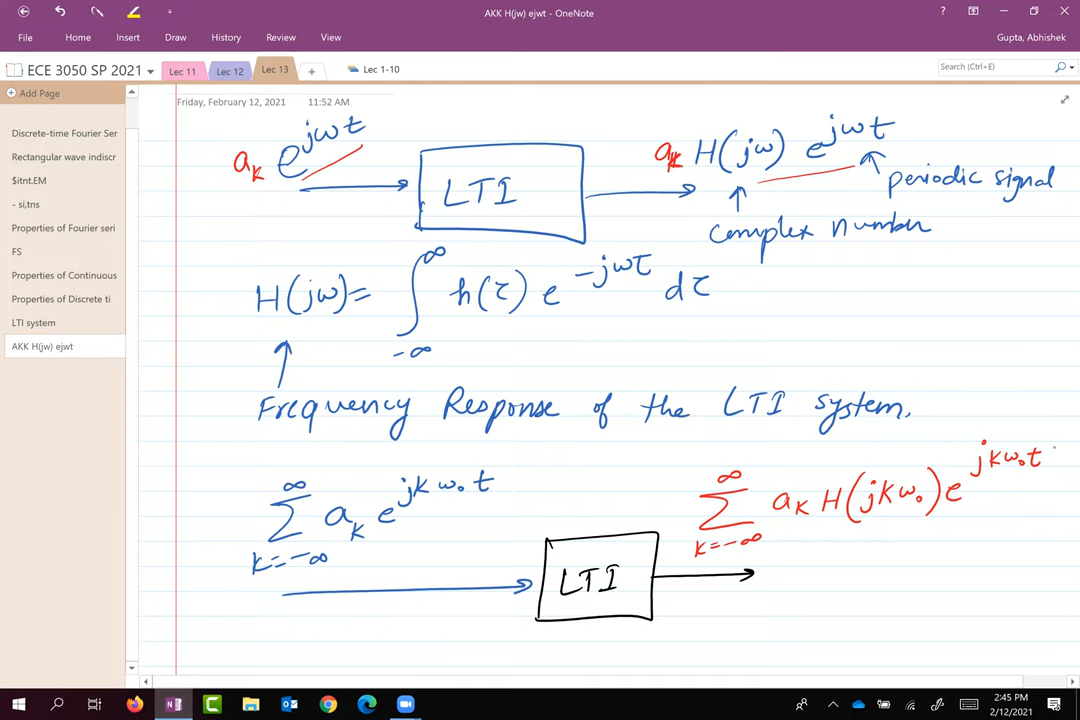 AKK H(jw) ejwt - OneNote
File Home Insert Draw History Review View
Gupta, Abhishek
ECE 3050 SP 2021
Lec 11 Lec 12 Lec 13 Lec 1-10
Search (Ctrl+E)
Add Page
Discrete-time Fourier Ser
Rectangular wave indiscr
$itnt.EM
- si,tns
Properties of Fourier seri
FS
Properties of Continuous
Properties of Discrete ti
LTI system
AKK H(jw) ejwt
Friday, February 12, 2021 11:52 AM
a_k e^{jωt}
LTI
a_k H(jω) e^{jωt}
periodic signal
complex number
H(jω) = ∫_{-∞}^{∞} h(τ) e^{-jωτ} dτ
Frequency Response of the LTI system.
∑_{k=-∞}^{∞} a_k e^{jkω₀t}
LTI
∑_{k=-∞}^{∞} a_k H(jkω₀) e^{jkω₀t}
2:45 PM
2/12/2021